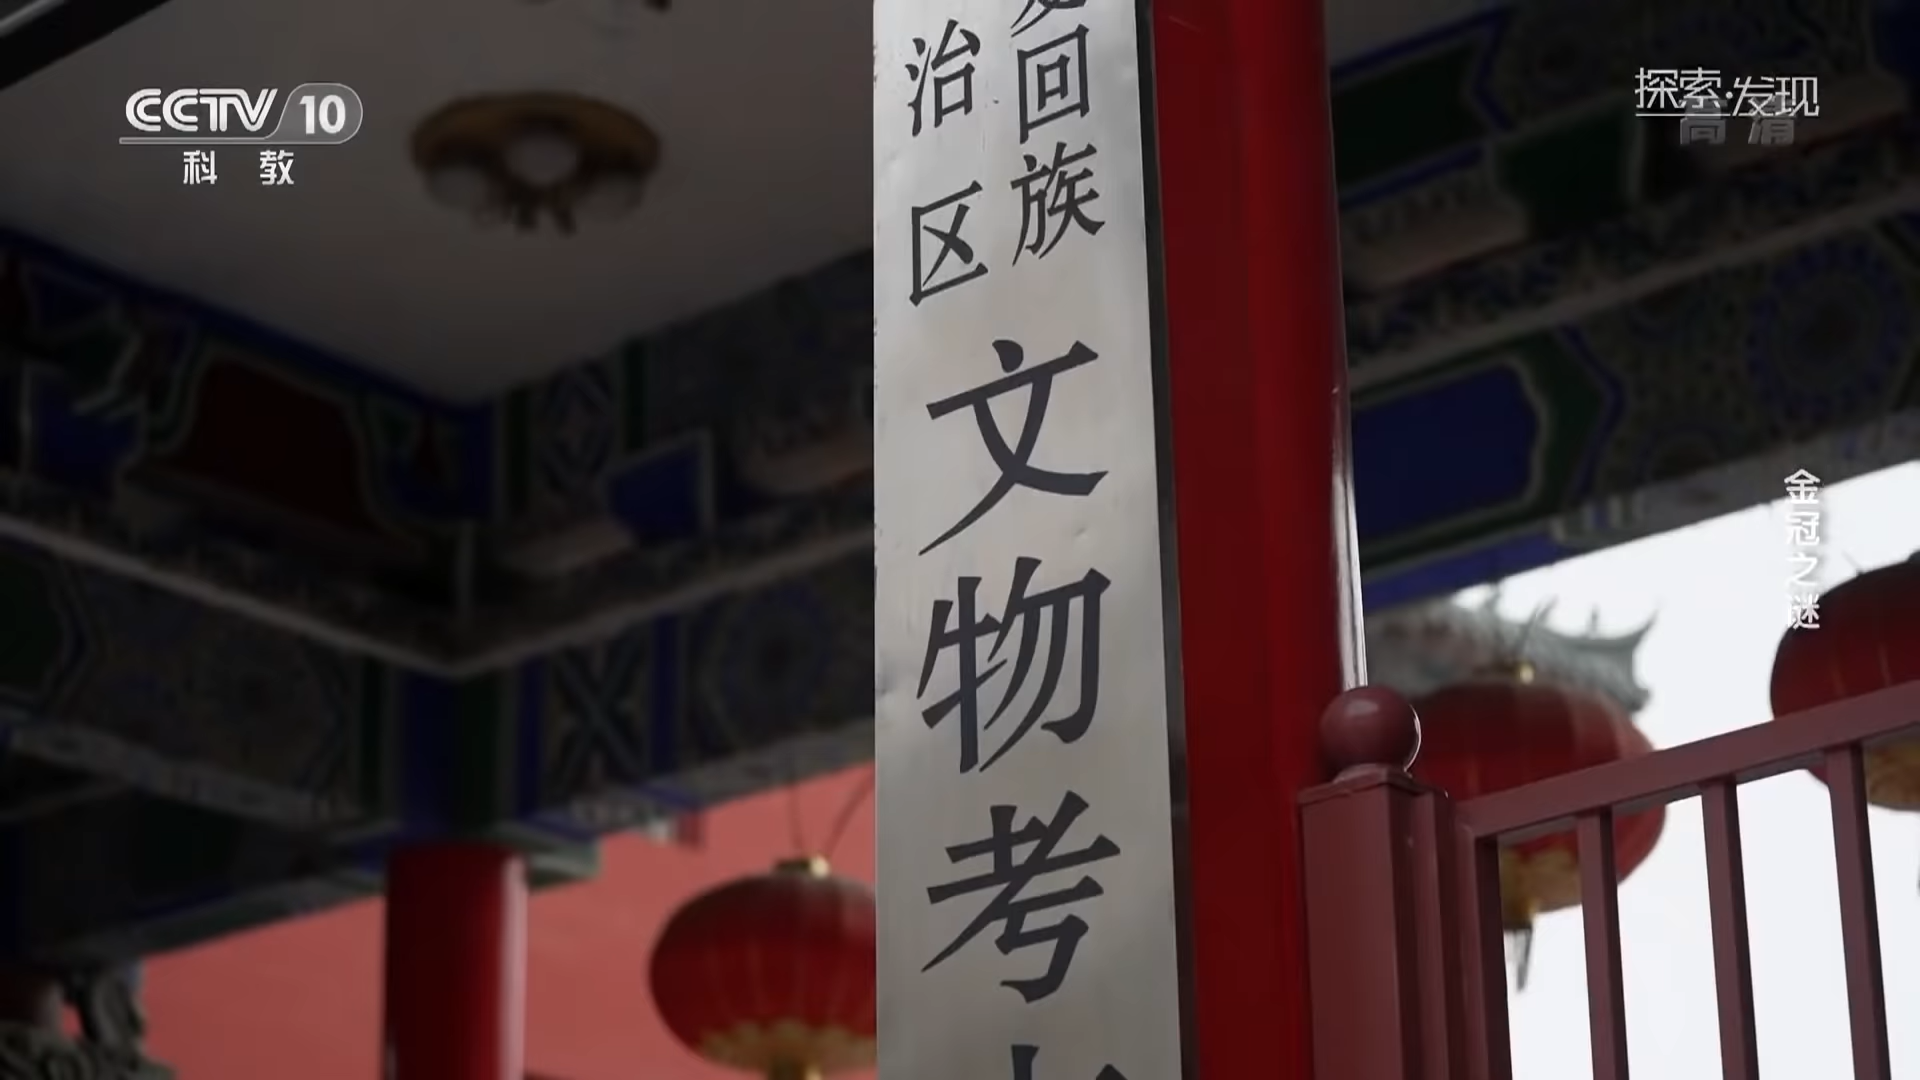 CCTV 10
科 教
探索·发现
高 清
金冠之谜
回族
治区
文物考